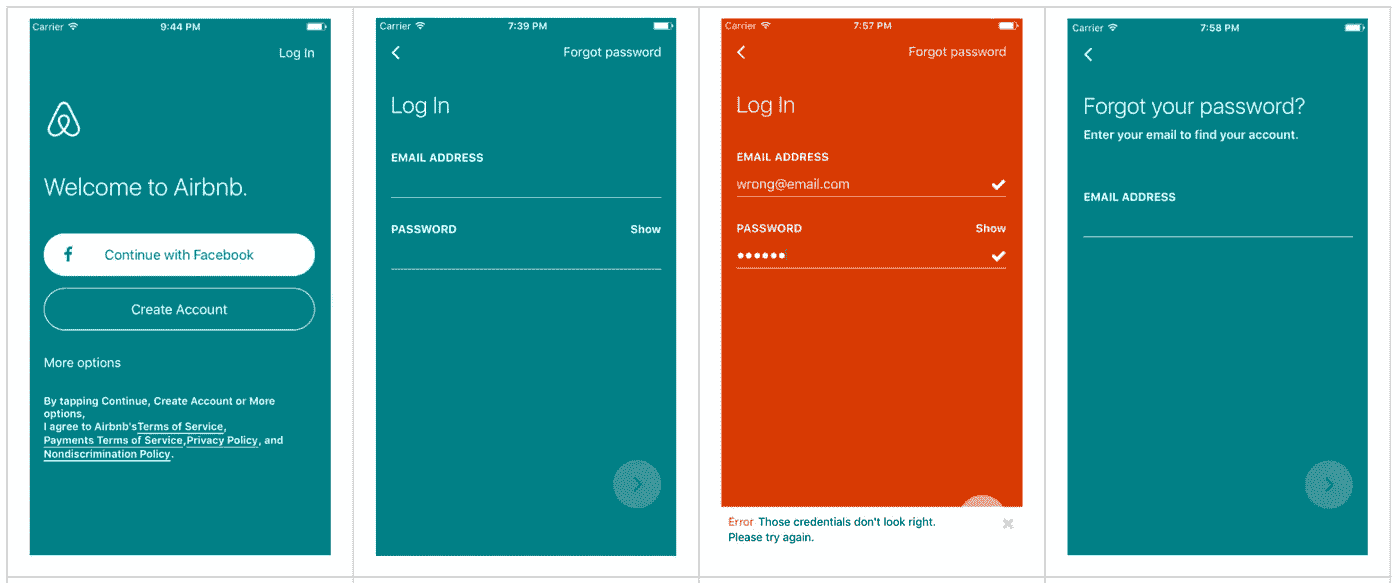 Carrier 9:44 PM
Log In
Welcome to Airbnb.
Continue with Facebook
Create Account
More options
By tapping Continue, Create Account or More
options,
I agree to Airbnb'sTerms of Service,
Payments Terms of Service,Privacy Policy, and
Nondiscrimination Policy.
Carrier 7:39 PM
Forgot password
Log In
EMAIL ADDRESS
PASSWORD Show
Carrier 7:57 PM
Forgot password
Log In
EMAIL ADDRESS
wrong@email.com
PASSWORD Show
Error Those credentials don't look right.
Please try again.
Carrier 7:58 PM
Forgot your password?
Enter your email to find your account.
EMAIL ADDRESS